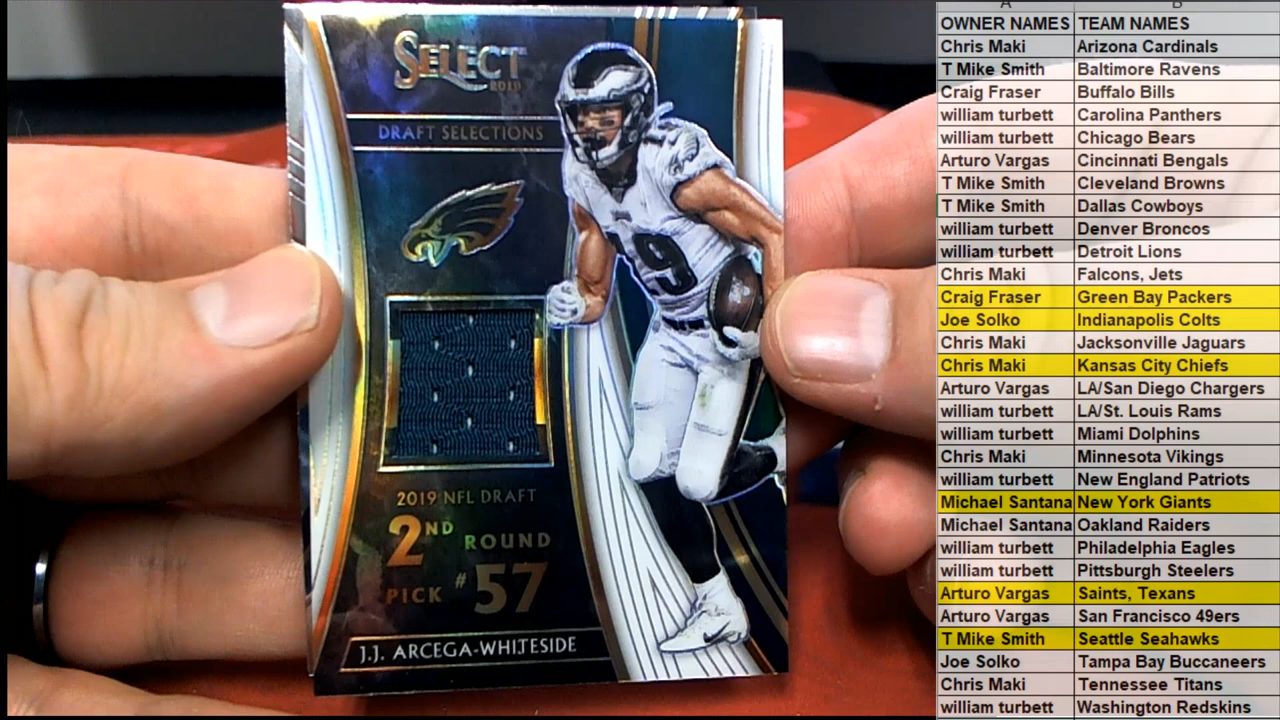 SELECT
2019
DRAFT SELECTIONS
19
19
2019 NFL DRAFT
2ND ROUND
PICK #57
J.J. ARCEGA-WHITESIDE
A B
OWNER NAMES TEAM NAMES
Chris Maki Arizona Cardinals
T Mike Smith Baltimore Ravens
Craig Fraser Buffalo Bills
william turbett Carolina Panthers
william turbett Chicago Bears
Arturo Vargas Cincinnati Bengals
T Mike Smith Cleveland Browns
T Mike Smith Dallas Cowboys
william turbett Denver Broncos
william turbett Detroit Lions
Chris Maki Falcons, Jets
Craig Fraser Green Bay Packers
Joe Solko Indianapolis Colts
Chris Maki Jacksonville Jaguars
Chris Maki Kansas City Chiefs
Arturo Vargas LA/San Diego Chargers
william turbett LA/St. Louis Rams
william turbett Miami Dolphins
Chris Maki Minnesota Vikings
william turbett New England Patriots
Michael Santana New York Giants
Michael Santana Oakland Raiders
william turbett Philadelphia Eagles
william turbett Pittsburgh Steelers
Arturo Vargas Saints, Texans
Arturo Vargas San Francisco 49ers
T Mike Smith Seattle Seahawks
Joe Solko Tampa Bay Buccaneers
Chris Maki Tennessee Titans
william turbett Washington Redskins